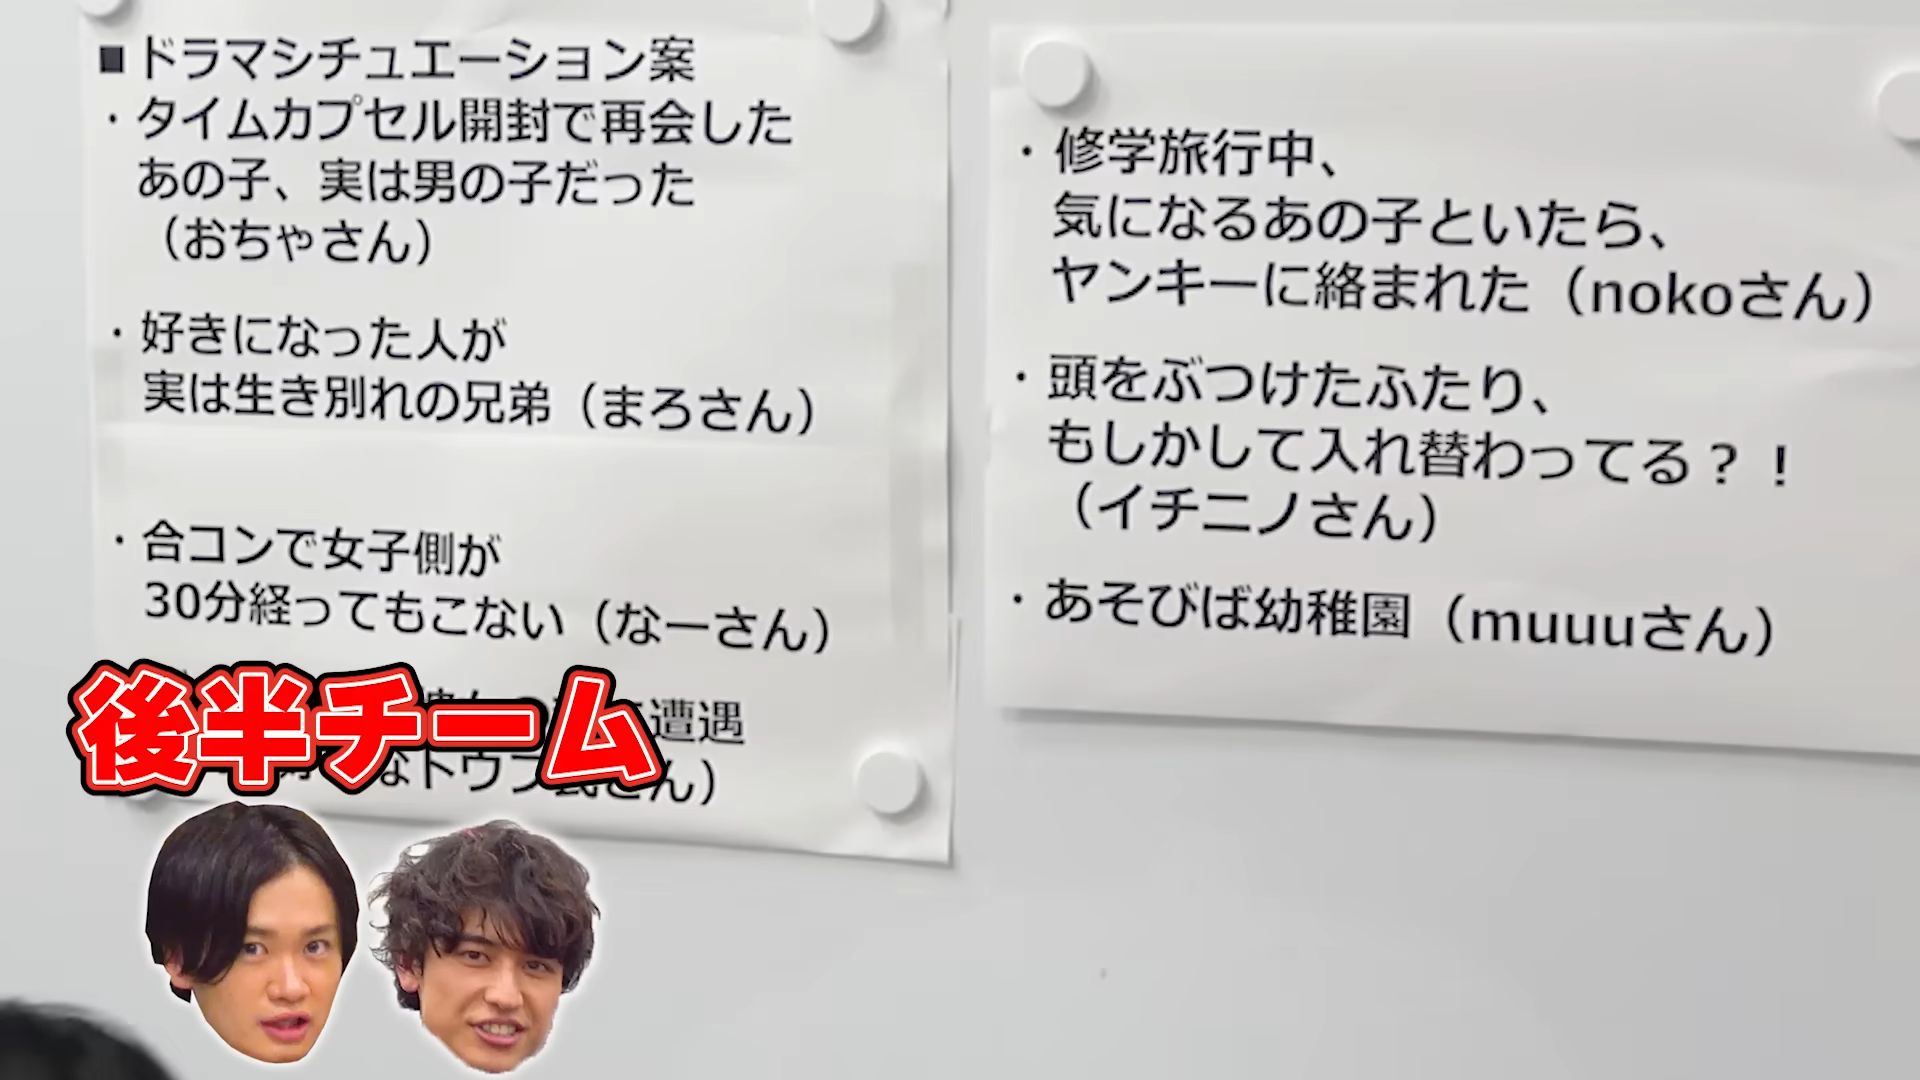 ■ドラマシチュエーション案
・タイムカプセル開封で再会した
あの子、実は男の子だった
(おちゃさん)
・好きになった人が
実は生き別れの兄弟（まろさん）
・合コンで女子側が
30分経ってもこない（なーさん）
遭遇
なトウフ
ん）
後半チーム
・修学旅行中、
気になるあの子といたら、
ヤンキーに絡まれた（nokoさん）
・頭をぶつけたふたり、
もしかして入れ替わってる？！
（イチニノさん）
・あそびば幼稚園（muuuさん）